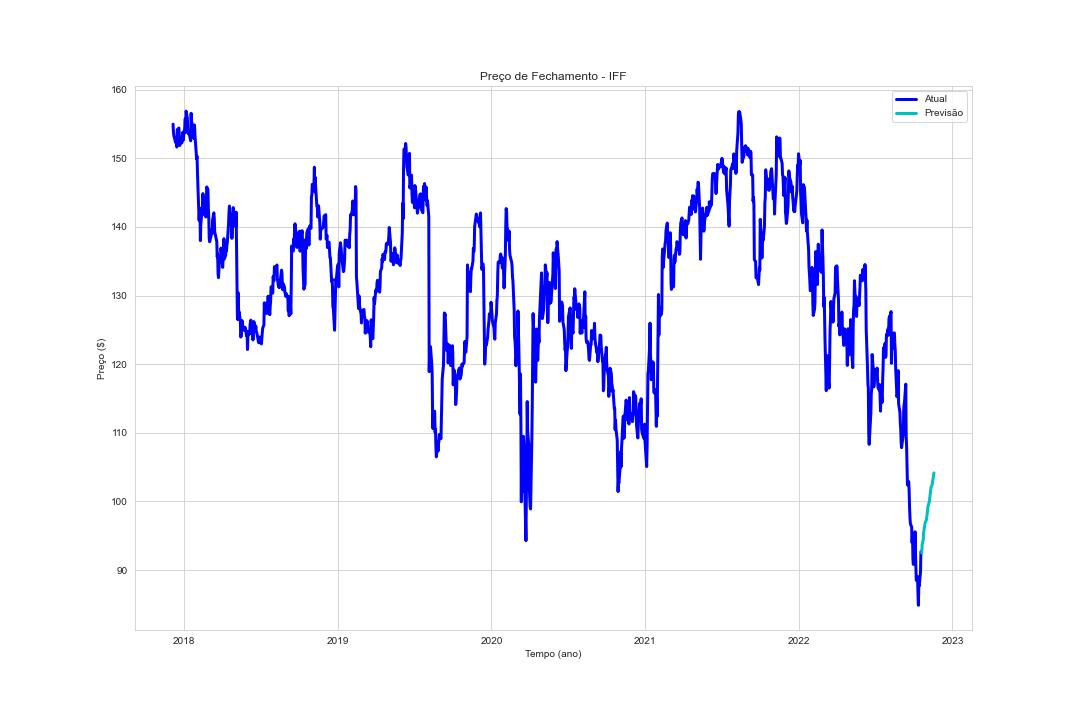 Preço de Fechamento - IFF
Atual
Previsão
160
150
140
130
120
110
100
90
Preço ($)
2018 2019 2020 2021 2022 2023
Tempo (ano)